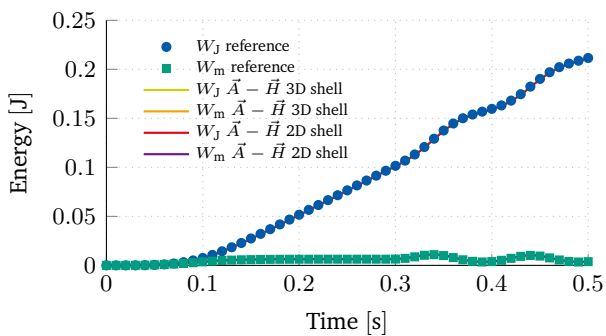 0.25
0.2
0.15
0.1
0.05
0
Energy [J]
W_J reference
W_m reference
W_J A⃗ − H⃗ 3D shell
W_m A⃗ − H⃗ 3D shell
W_J A⃗ − H⃗ 2D shell
W_m A⃗ − H⃗ 2D shell
0 0.1 0.2 0.3 0.4 0.5
Time [s]